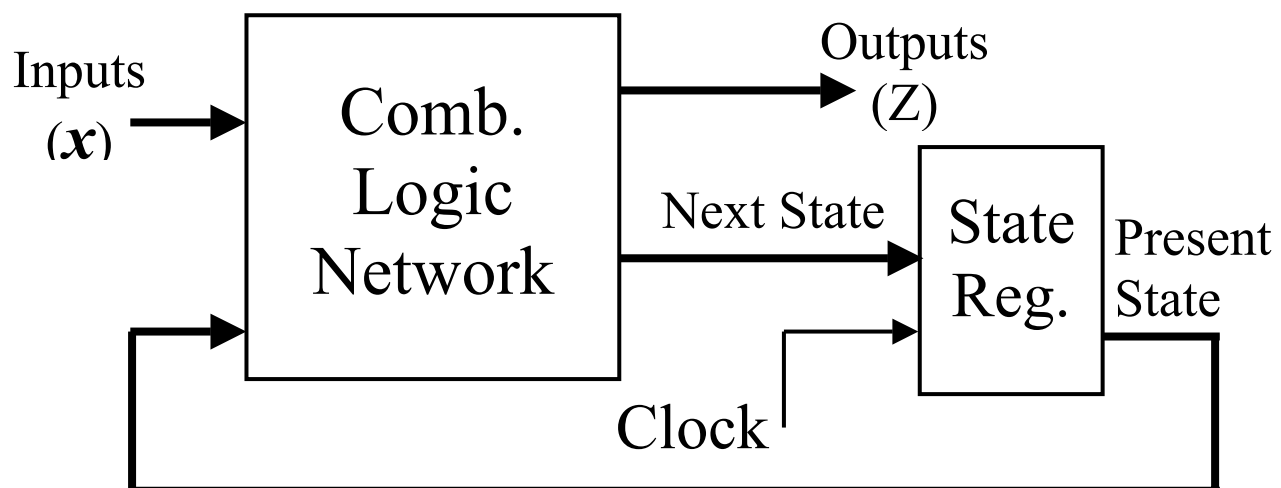 Inputs
(x)
Comb.
Logic
Network
Outputs
(Z)
Next State
State
Reg.
Present
State
Clock